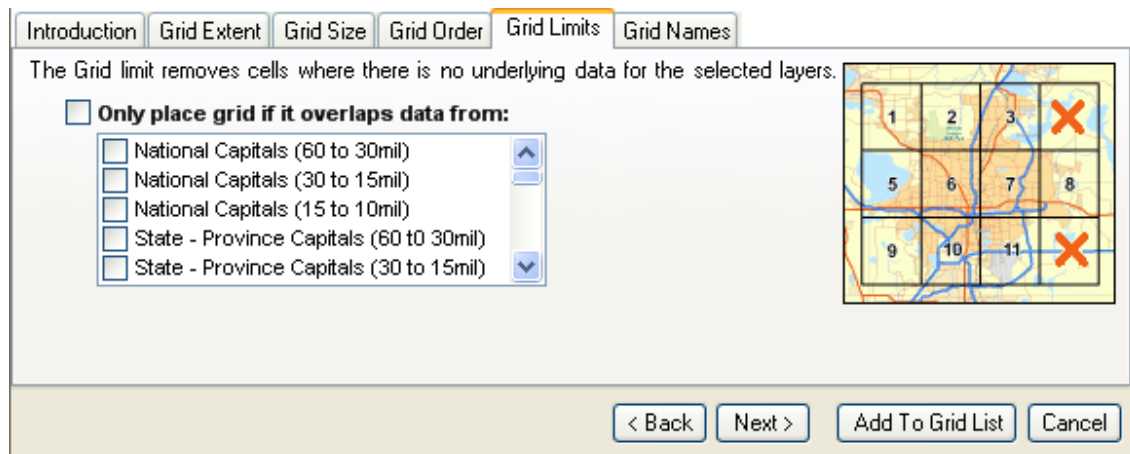 Introduction Grid Extent Grid Size Grid Order Grid Limits Grid Names
The Grid limit removes cells where there is no underlying data for the selected layers.
Only place grid if it overlaps data from:
National Capitals (60 to 30mil)
National Capitals (30 to 15mil)
National Capitals (15 to 10mil)
State - Province Capitals (60 t0 30mil)
State - Province Capitals (30 to 15mil)
1 2 3
5 6 7 8
9 10 11
< Back Next > Add To Grid List Cancel